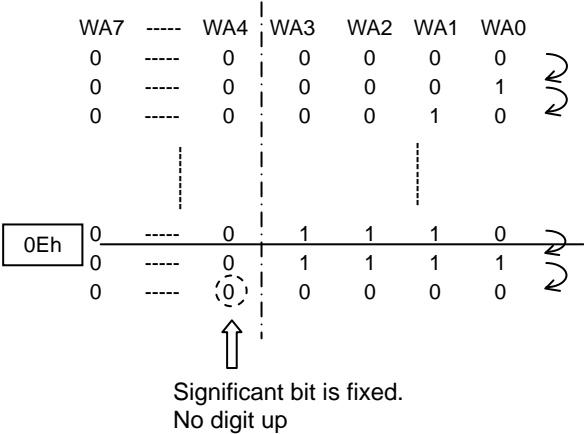 WA7 ----- WA4 WA3 WA2 WA1 WA0
0 ----- 0 0 0 0 0
0 ----- 0 0 0 0 1
0 ----- 0 0 0 1 0
0Eh 0 ----- 0 1 1 1 0
0 ----- 0 1 1 1 1
0 ----- 0 0 0 0 0
Significant bit is fixed.
No digit up